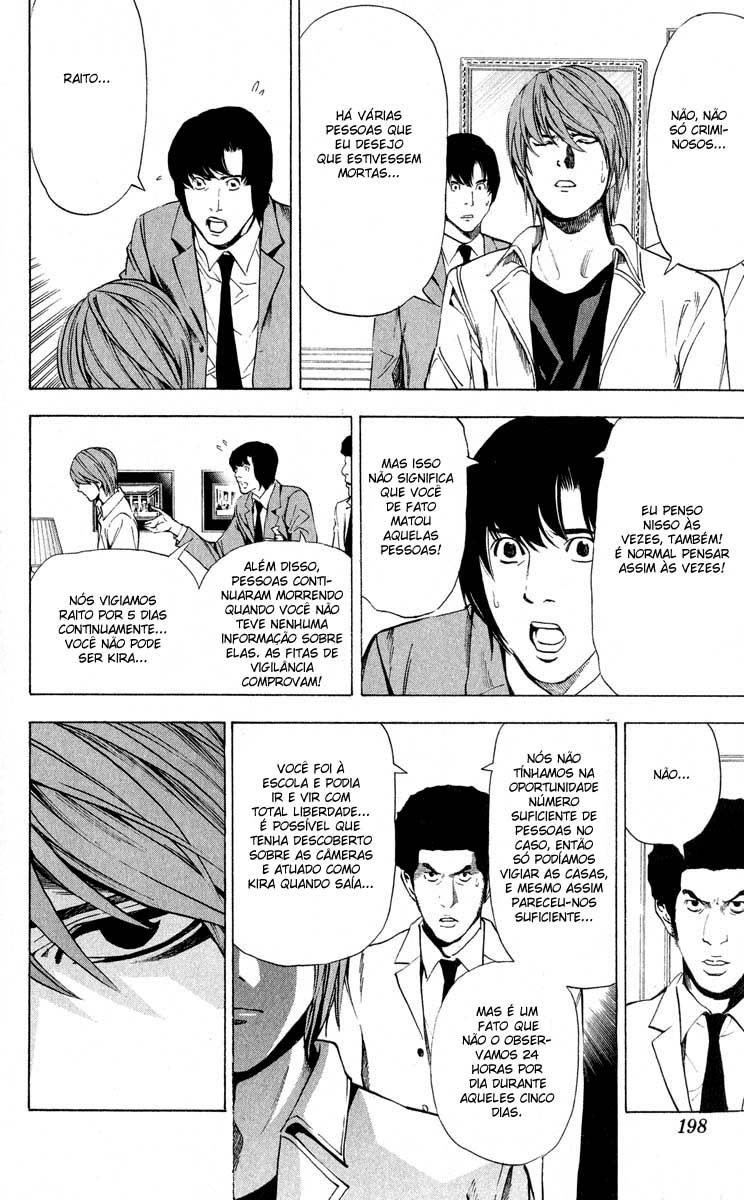 NÃO, NÃO
SÓ CRIMI-
NOSOS...
HÁ VÁRIAS
PESSOAS QUE
EU DESEJO
QUE ESTIVESSEM
MORTAS...
RAITO...
EU PENSO
NISSO ÀS
VEZES, TAMBÉM!
É NORMAL PENSAR
ASSIM ÀS VEZES!
MAS ISSO
NÃO SIGNIFICA
QUE VOCÊ
DE FATO
MATOU
AQUELAS
PESSOAS!
ALÉM DISSO,
PESSOAS CONTI-
NUARAM MORRENDO
QUANDO VOCÊ NÃO
TEVE NENHUMA
INFORMAÇÃO SOBRE
ELAS. AS FITAS DE
VIGILÂNCIA
COMPROVAM!
NÓS VIGIAMOS
RAITO POR 5 DIAS
CONTINUAMENTE...
VOCÊ NÃO PODE
SER KIRA...
NÃO...
NÓS NÃO
TÍNHAMOS NA
OPORTUNIDADE
NÚMERO
SUFICIENTE DE
PESSOAS NO
CASO, ENTÃO
SÓ PODÍAMOS
VIGIAR AS CASAS,
E MESMO ASSIM
PARECEU-NOS
SUFICIENTE...
MAS É UM
FATO QUE
NÃO O OBSER-
VAMOS 24
HORAS POR
DIA DURANTE
AQUELES CINCO
DIAS.
VOCÊ FOI À
ESCOLA E PODIA
IR E VIR COM
TOTAL LIBERDADE...
É POSSÍVEL QUE
TENHA DESCOBERTO
SOBRE AS CÂMERAS
E ATUADO COMO
KIRA QUANDO SAÍA...
198